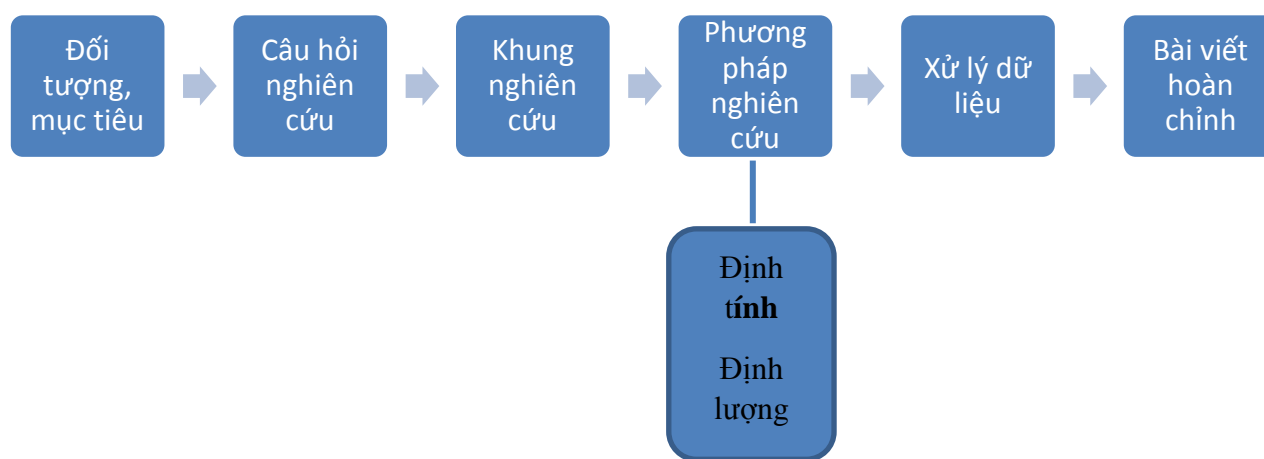 Đối
tượng,
mục tiêu
Câu hỏi
nghiên
cứu
Khung
nghiên
cứu
Phương
pháp
nghiên
cứu
Xử lý dữ
liệu
Bài viết
hoàn
chỉnh
Định
tính
Định
lượng